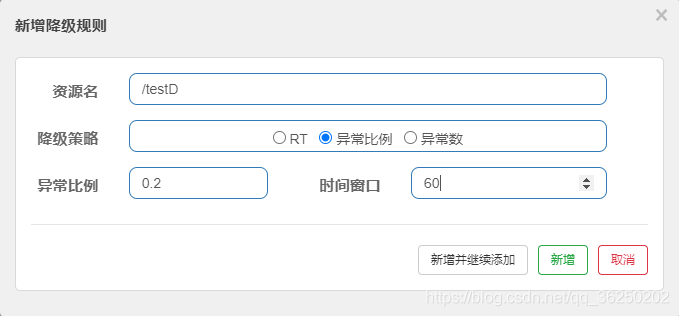 新增降级规则 ×
资源名 /testD
降级策略 RT 异常比例 异常数
异常比例 0.2 时间窗口 60
新增并继续添加 新增 取消
https://blog.csdn.net/qq_36250202